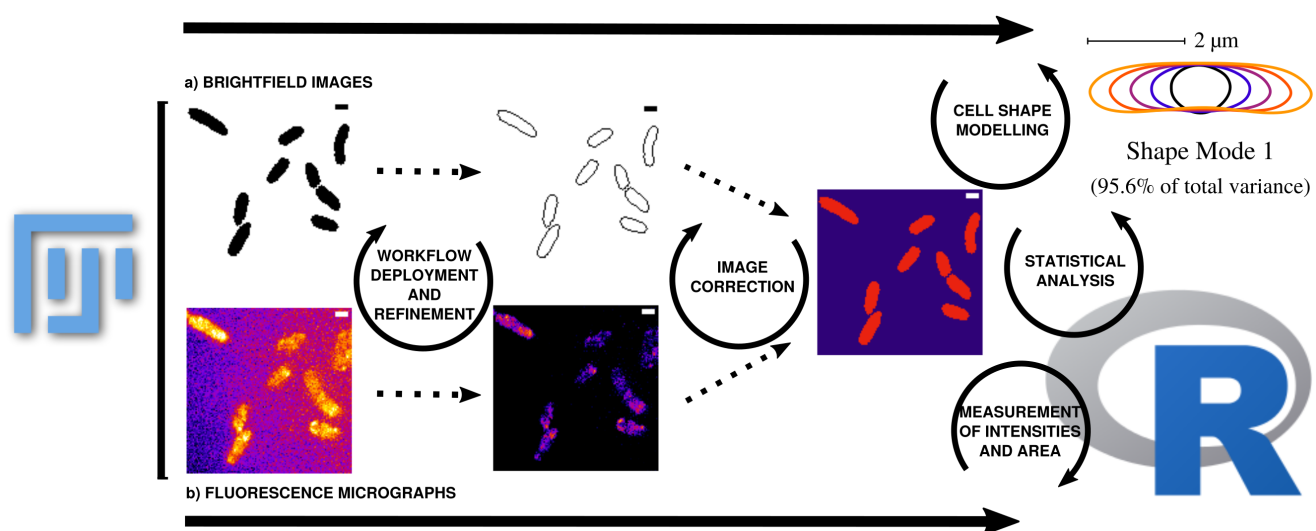 a) BRIGHTFIELD IMAGES
WORKFLOW
DEPLOYMENT
AND
REFINEMENT
IMAGE
CORRECTION
CELL SHAPE
MODELLING
2 μm
Shape Mode 1
(95.6% of total variance)
STATISTICAL
ANALYSIS
MEASUREMENT
OF INTENSITIES
AND AREA
R
b) FLUORESCENCE MICROGRAPHS